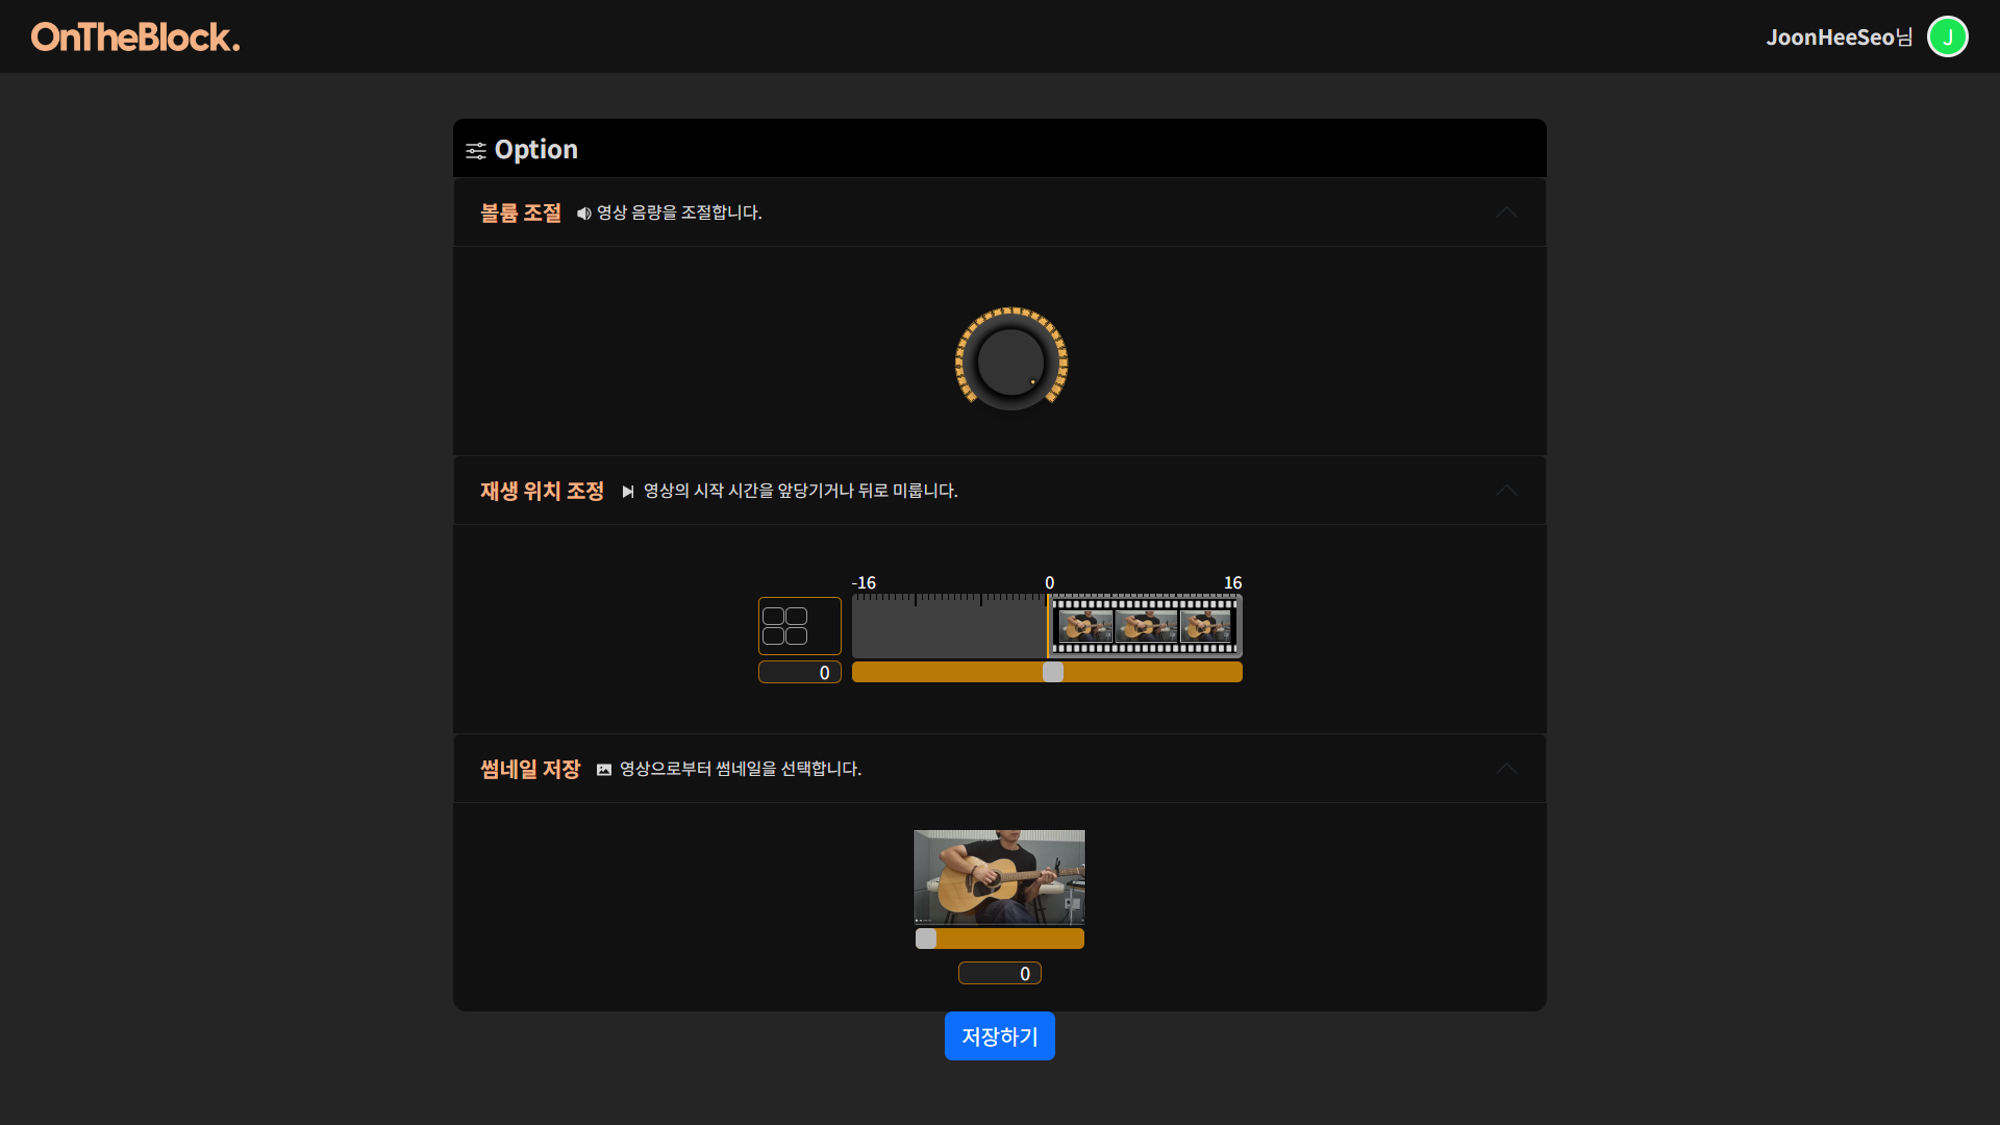 OnTheBlock.
JoonHeeSeo님
J
Option
볼륨 조절 영상 음량을 조절합니다.
재생 위치 조정 영상의 시작 시간을 앞당기거나 뒤로 미룹니다.
-16 0 16
0
썸네일 저장 영상으로부터 썸네일을 선택합니다.
0
저장하기